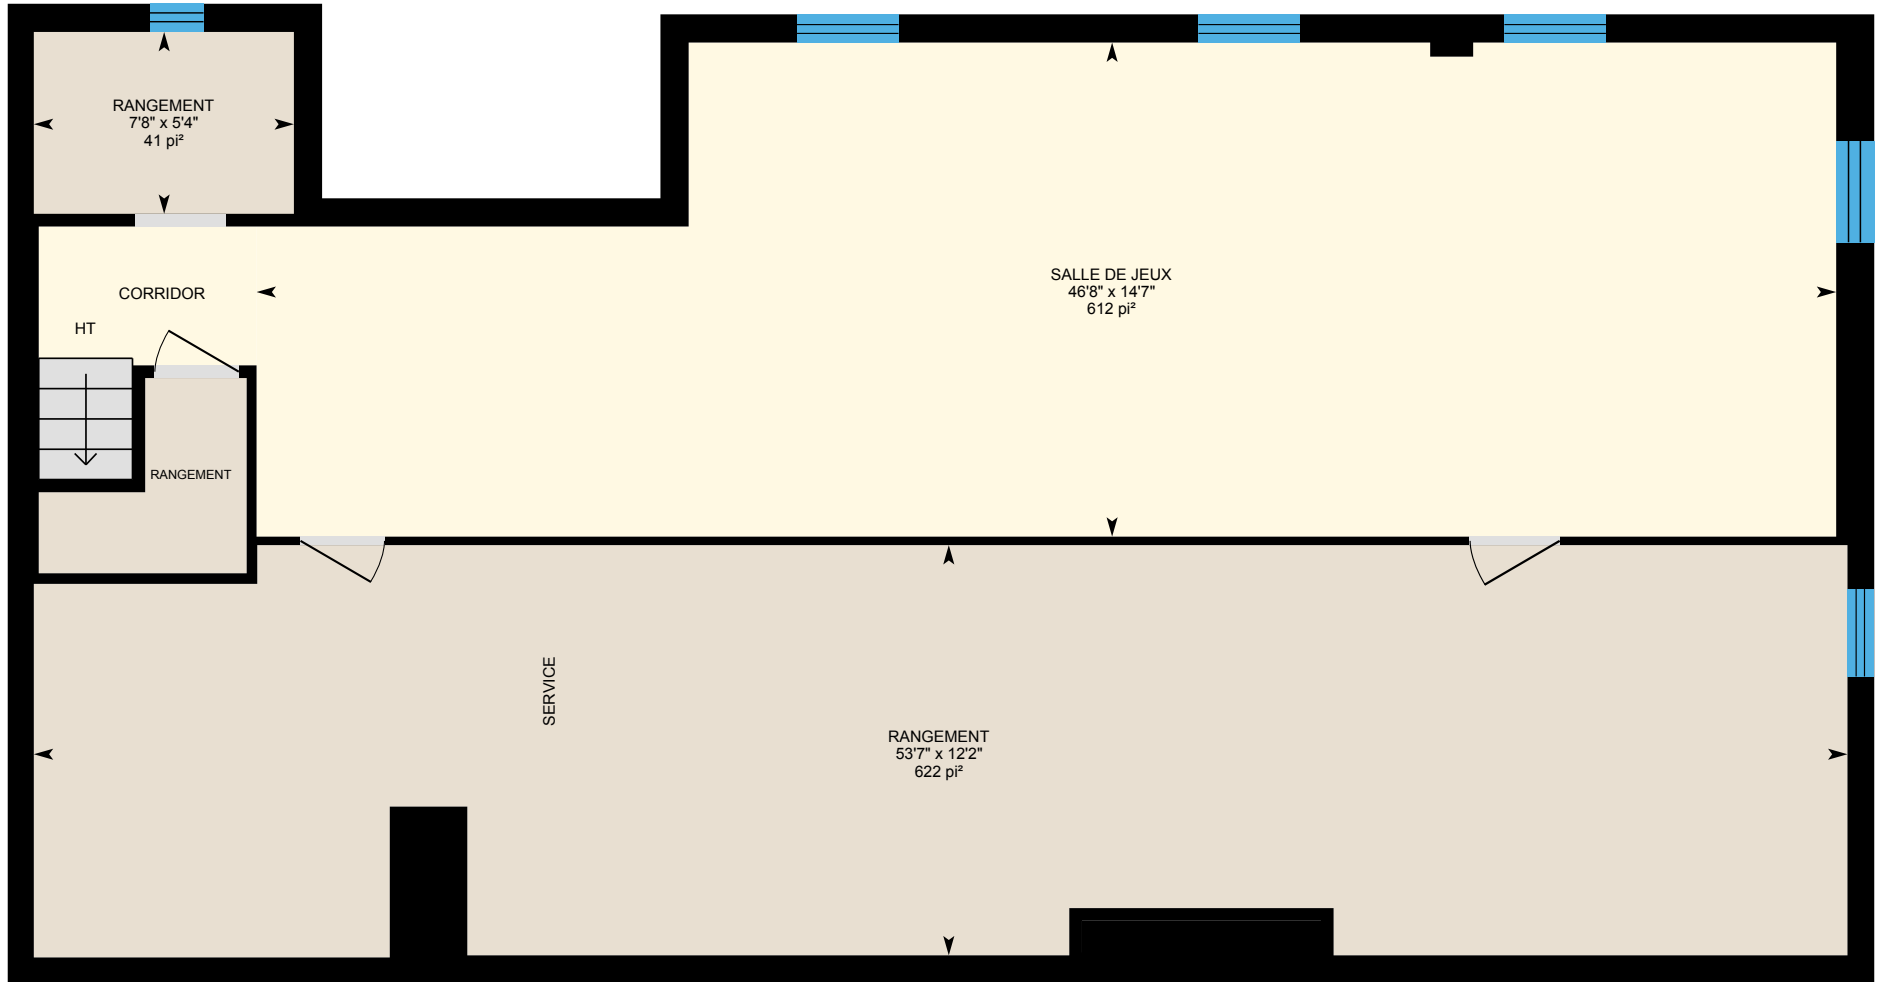 RANGEMENT
7'8" x 5'4"
41 pi²
SALLE DE JEUX
46'8" x 14'7"
612 pi²
CORRIDOR
HT
RANGEMENT
SERVICE
RANGEMENT
53'7" x 12'2"
622 pi²